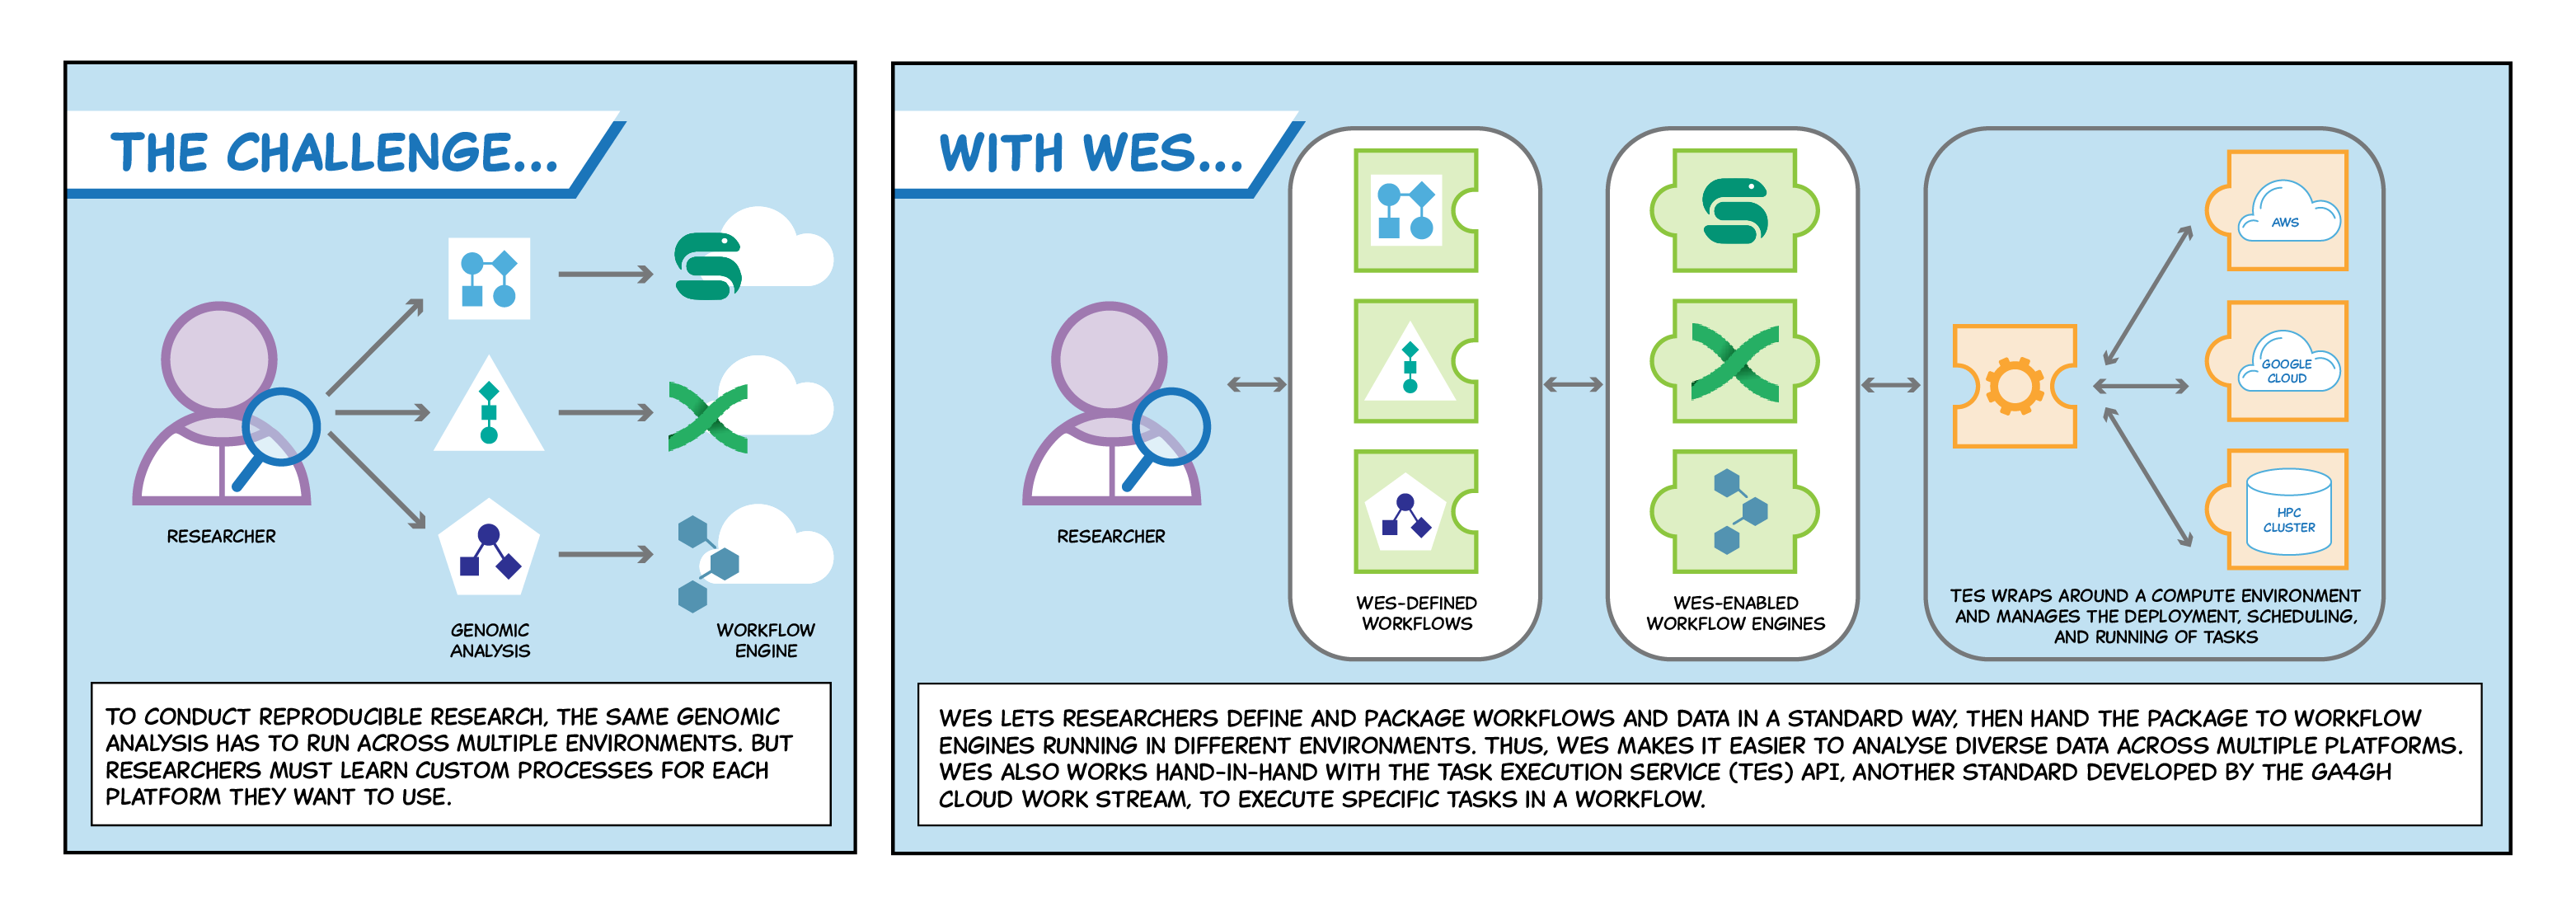 THE CHALLENGE...
RESEARCHER
GENOMIC
ANALYSIS
WORKFLOW
ENGINE
TO CONDUCT REPRODUCIBLE RESEARCH, THE SAME GENOMIC
ANALYSIS HAS TO RUN ACROSS MULTIPLE ENVIRONMENTS. BUT
RESEARCHERS MUST LEARN CUSTOM PROCESSES FOR EACH
PLATFORM THEY WANT TO USE.
WITH WES...
RESEARCHER
WES-DEFINED
WORKFLOWS
WES-ENABLED
WORKFLOW ENGINES
AWS
GOOGLE
CLOUD
HPC
CLUSTER
TES WRAPS AROUND A COMPUTE ENVIRONMENT
AND MANAGES THE DEPLOYMENT, SCHEDULING,
AND RUNNING OF TASKS
WES LETS RESEARCHERS DEFINE AND PACKAGE WORKFLOWS AND DATA IN A STANDARD WAY, THEN HAND THE PACKAGE TO WORKFLOW
ENGINES RUNNING IN DIFFERENT ENVIRONMENTS. THUS, WES MAKES IT EASIER TO ANALYSE DIVERSE DATA ACROSS MULTIPLE PLATFORMS.
WES ALSO WORKS HAND-IN-HAND WITH THE TASK EXECUTION SERVICE (TES) API, ANOTHER STANDARD DEVELOPED BY THE GA4GH
CLOUD WORK STREAM, TO EXECUTE SPECIFIC TASKS IN A WORKFLOW.